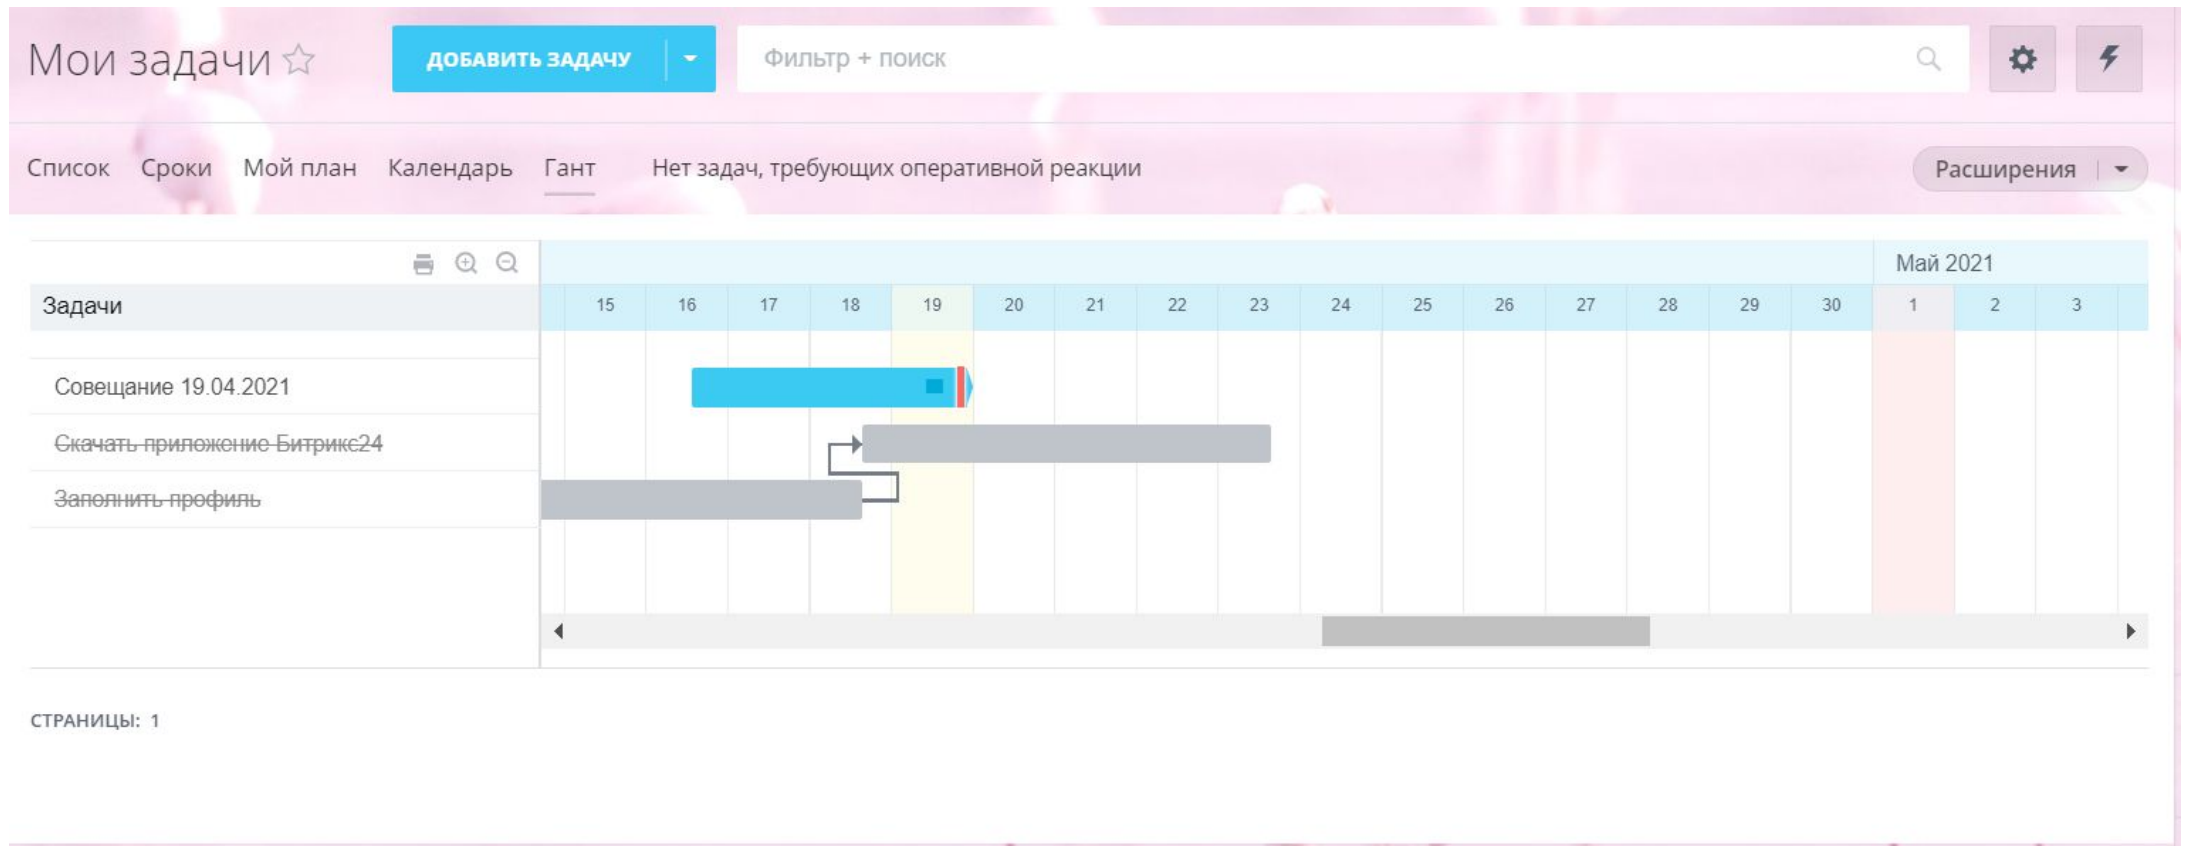 Мои задачи
ДОБАВИТЬ ЗАДАЧУ
Фильтр + поиск
Список Сроки Мой план Календарь Гант Нет задач, требующих оперативной реакции Расширения
Май 2021
Задачи 15 16 17 18 19 20 21 22 23 24 25 26 27 28 29 30 1 2 3
Совещание 19.04.2021
Скачать приложение Битрикс24
Заполнить профиль
СТРАНИЦЫ: 1